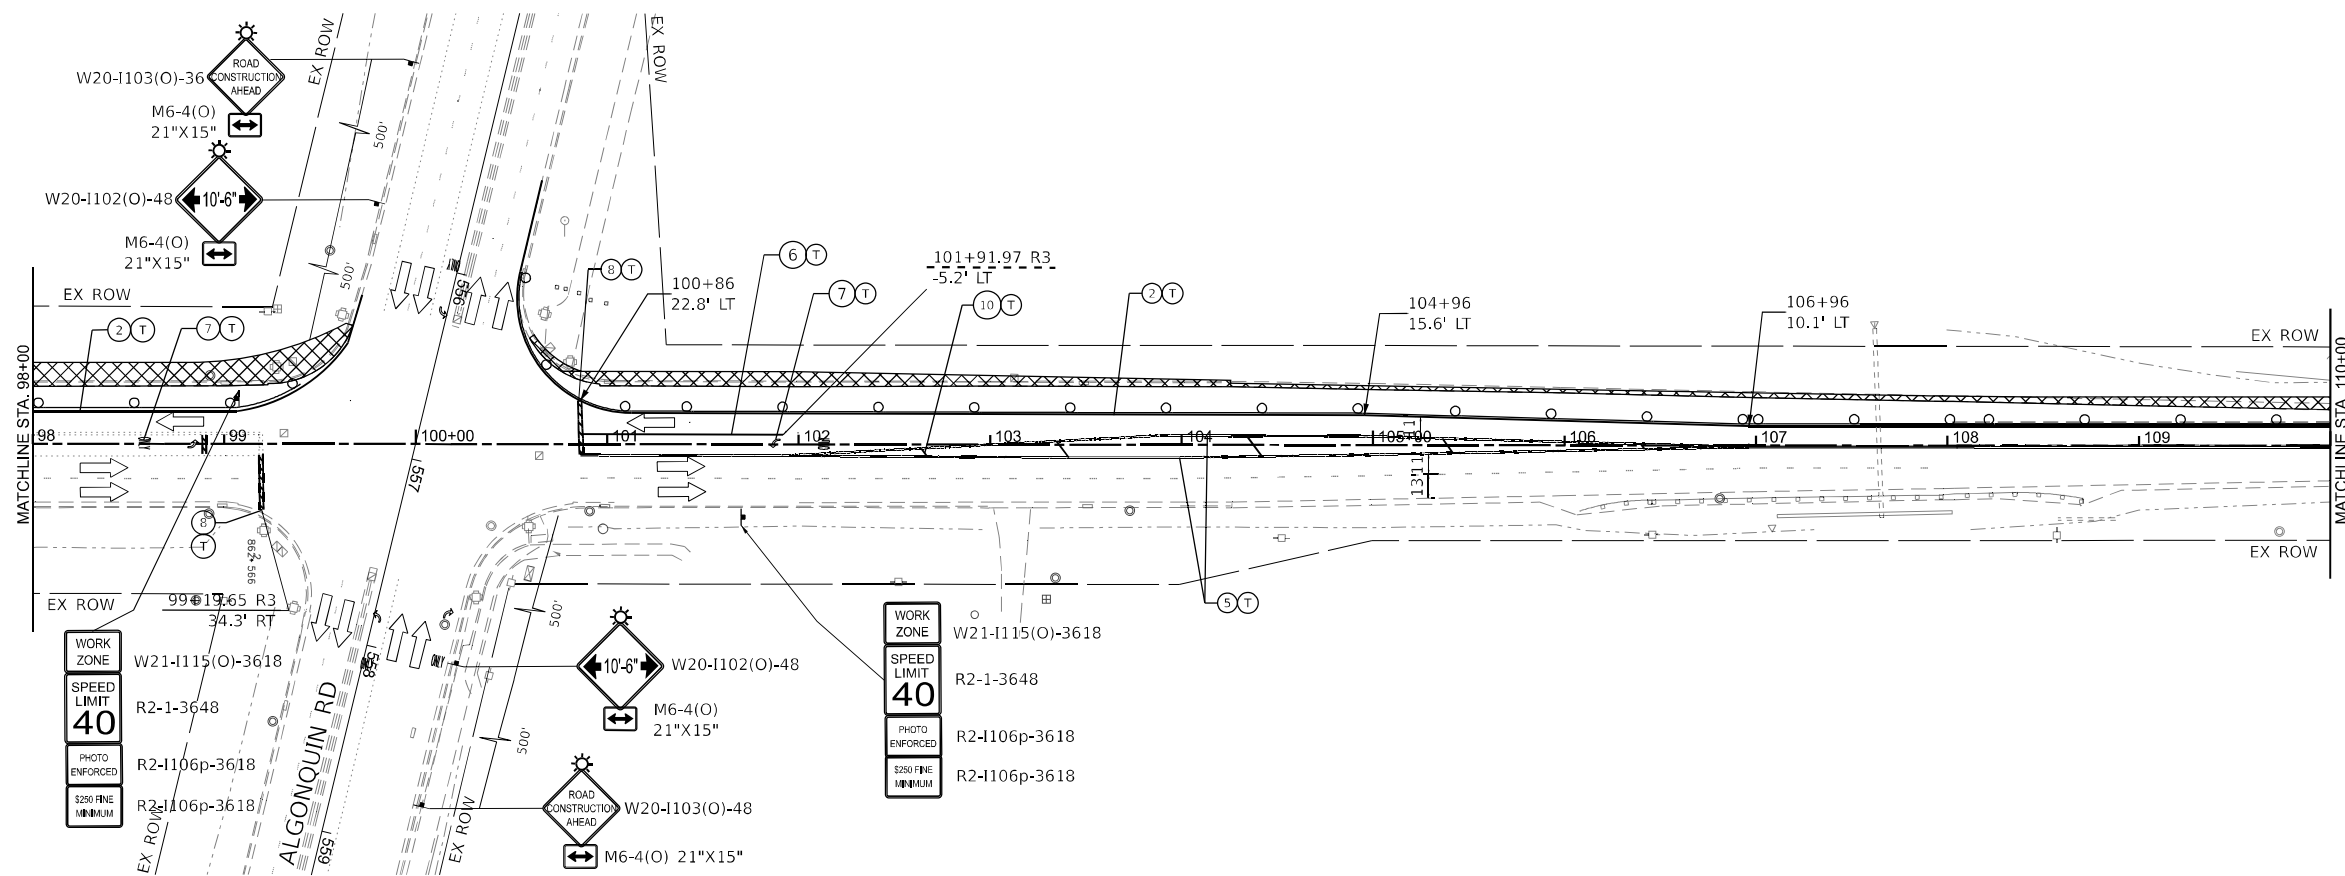 EX ROW
EX ROW
ROAD
CONSTRUCTION
AHEAD
W20-I103(O)-36
M6-4(O)
21"X15"
500'
10'-6"
W20-I102(O)-48
M6-4(O)
21"X15"
500'
EX ROW
2 T
7 T
8 T
100+86
22.8' LT
6 T
7 T
101+91.97 R3
-5.2' LT
10 T
2 T
104+96
15.6' LT
106+96
10.1' LT
EX ROW
MATCHLINE STA. 98+00
MATCHLINE STA. 110+00
556
98
99
100+00
101
102
103
104
105+00
106
107
108
109
557
11'
13'11"
8
T
EX ROW
EX ROW
99+19.65 R3
34.3' RT
5 T
WORK
ZONE
W21-I115(O)-3618
SPEED
LIMIT
40
R2-1-3648
PHOTO
ENFORCED
R2-I106p-3618
$250 FINE
MINIMUM
R2-I106p-3618
EX ROW
ALGONQUIN RD
558
559
500'
10'-6"
W20-I102(O)-48
M6-4(O)
21"X15"
500'
ROAD
CONSTRUCTION
AHEAD
W20-I103(O)-48
M6-4(O) 21"X15"
EX ROW
WORK
ZONE
W21-I115(O)-3618
SPEED
LIMIT
40
R2-1-3648
PHOTO
ENFORCED
R2-I106p-3618
$250 FINE
MINIMUM
R2-I106p-3618